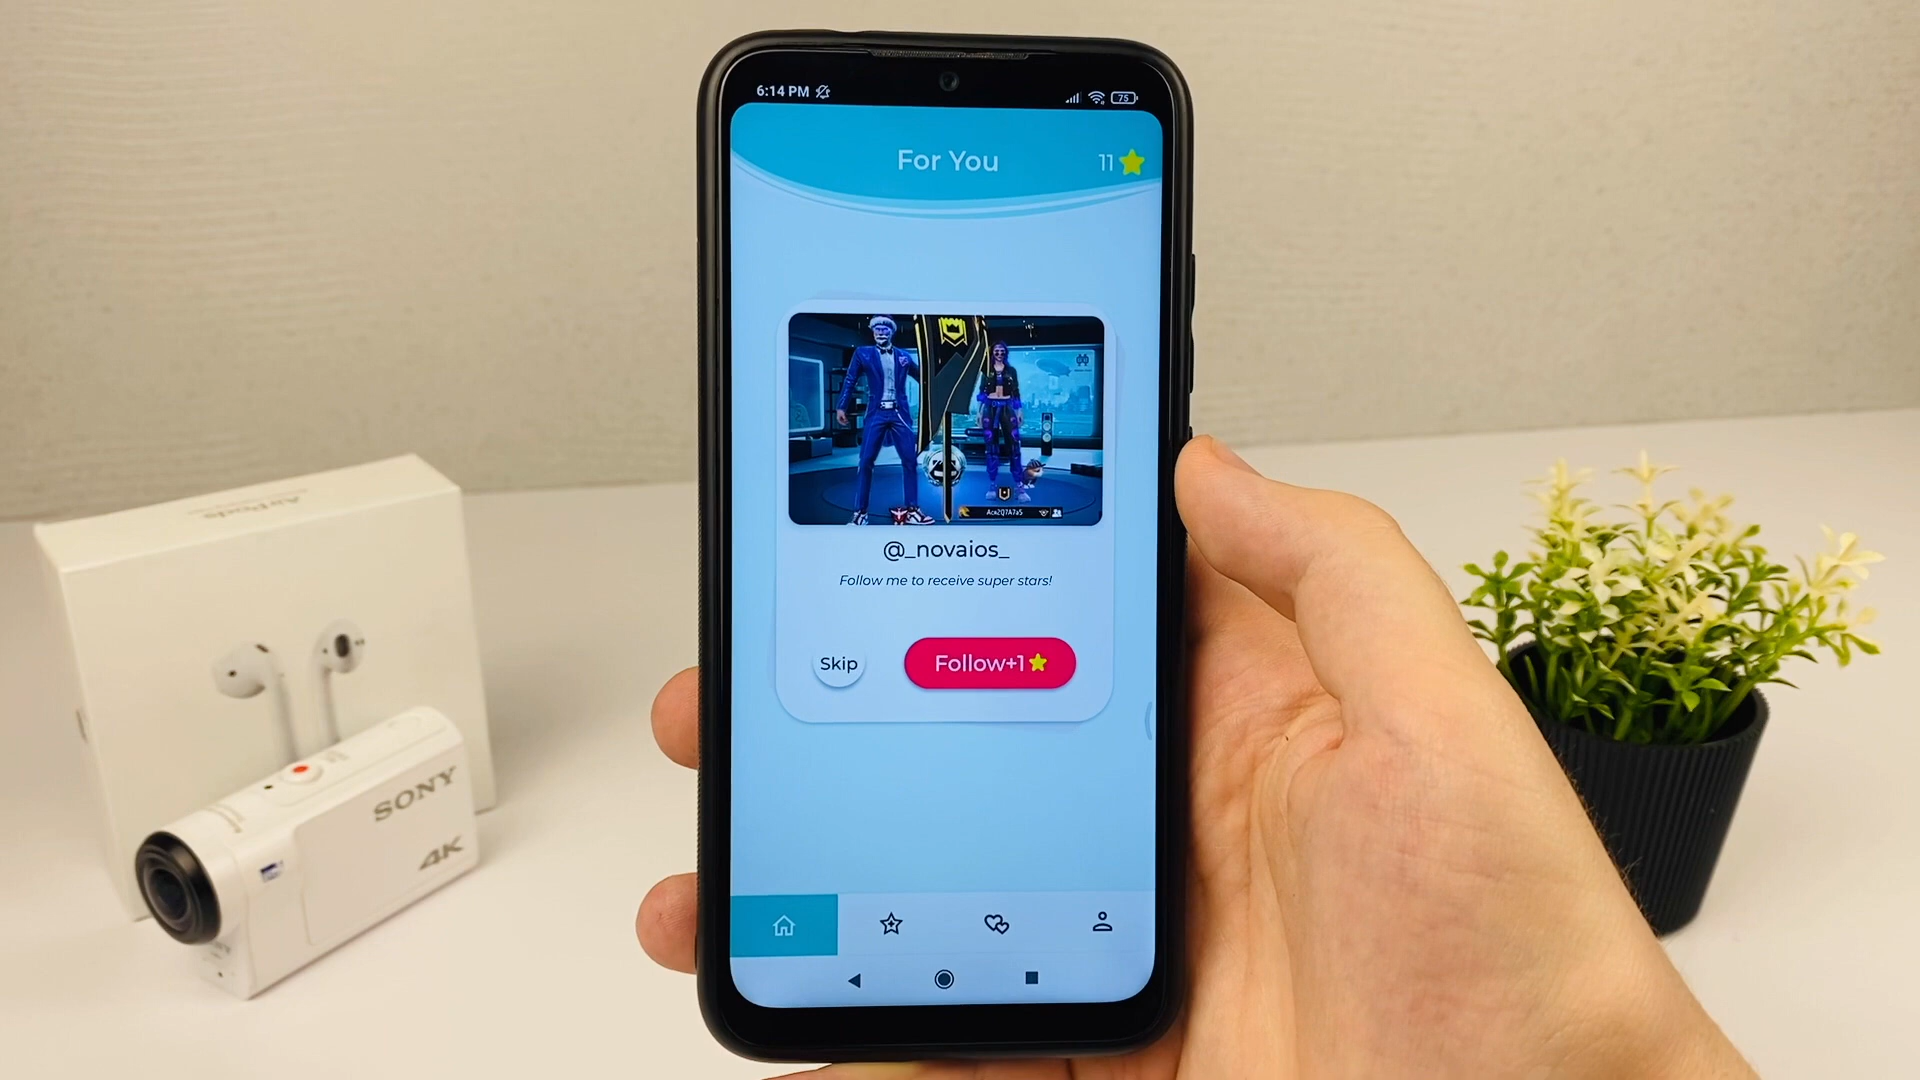 6:14 PM
75
For You
11
@_novaios_
Follow me to receive super stars!
Skip
Follow+1
AirPods
SONY
4K